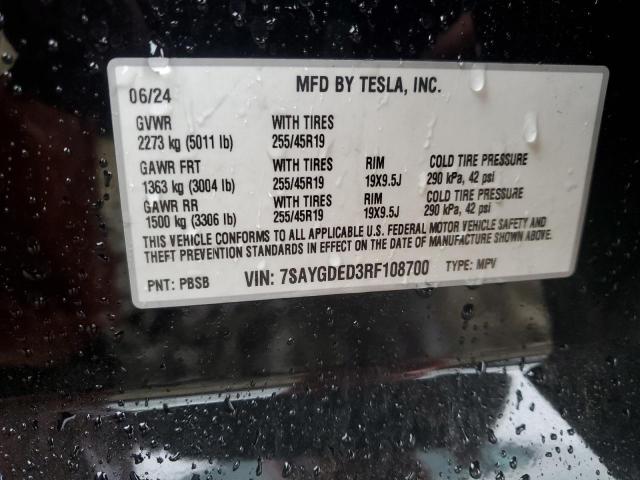 MFD BY TESLA, INC.
06/24
GVWR WITH TIRES
2273 kg (5011 lb) 255/45R19
GAWR FRT WITH TIRES RIM COLD TIRE PRESSURE
1363 kg (3004 lb) 255/45R19 19X9.5J 290 kPa, 42 psi
GAWR RR WITH TIRES RIM COLD TIRE PRESSURE
1500 kg (3306 lb) 255/45R19 19X9.5J 290 kPa, 42 psi
THIS VEHICLE CONFORMS TO ALL APPLICABLE U.S. FEDERAL MOTOR VEHICLE SAFETY AND
THEFT PREVENTION STANDARDS IN EFFECT ON THE DATE OF MANUFACTURE SHOWN ABOVE.
PNT: PBSB VIN: 7SAYGDED3RF108700 TYPE: MPV